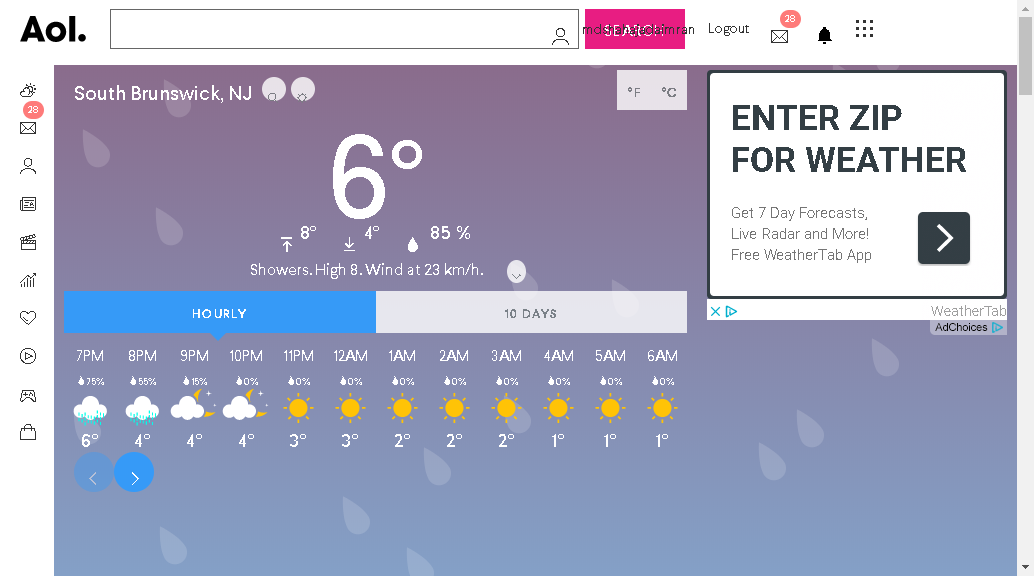 Aol.
SEARCH
Logout
28
28
South Brunswick, NJ
°F °C
6°
8° 4° 85 %
Showers. High 8. Wind at 23 km/h.
HOURLY 10 DAYS
7PM 8PM 9PM 10PM 11PM 12AM 1AM 2AM 3AM 4AM 5AM 6AM
75% 55% 15% 0% 0% 0% 0% 0% 0% 0% 0% 0%
6° 4° 4° 4° 3° 3° 2° 2° 2° 1° 1° 1°
ENTER ZIP
FOR WEATHER
Get 7 Day Forecasts,
Live Radar and More!
Free WeatherTab App
WeatherTab
AdChoices